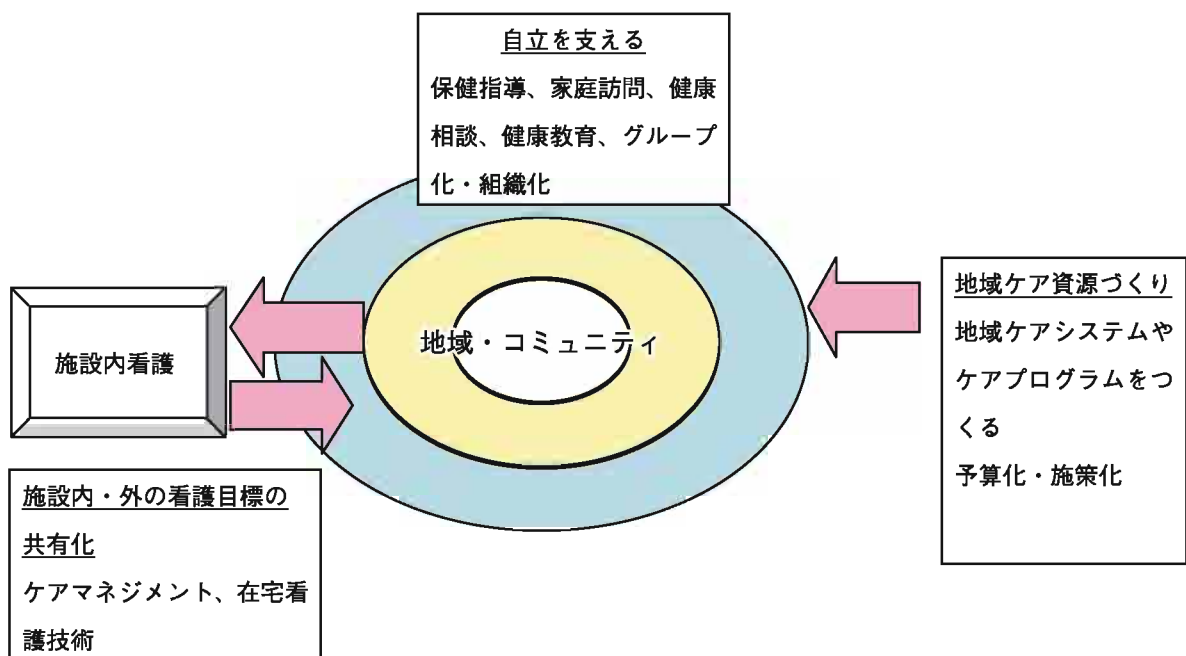 自立を支える
保健指導、家庭訪問、健康
相談、健康教育、グループ
化・組織化
地域・コミュニティ
施設内看護
地域ケア資源づくり
地域ケアシステムや
ケアプログラムをつ
くる
予算化・施策化
施設内・外の看護目標の
共有化
ケアマネジメント、在宅看
護技術